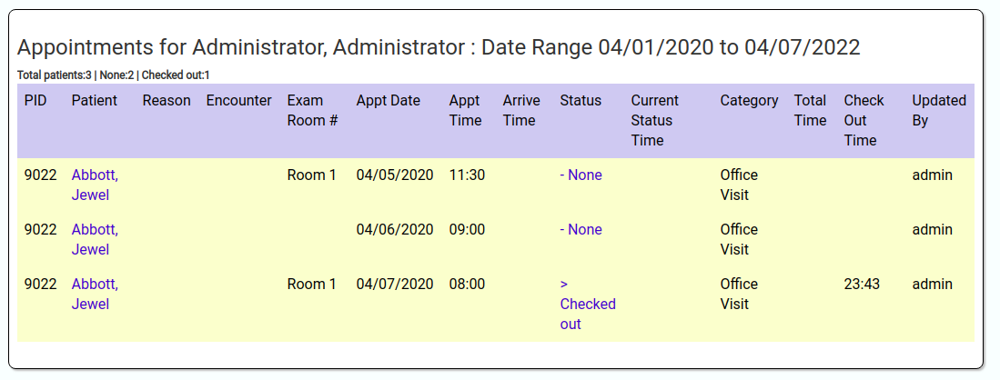 Appointments for Administrator, Administrator : Date Range 04/01/2020 to 04/07/2022
Total patients:3 | None:2 | Checked out:1
PID Patient Reason Encounter Exam Room # Appt Date Appt Time Arrive Time Status Current Status Time Category Total Time Check Out Time Updated By
9022 Abbott, Jewel Room 1 04/05/2020 11:30 - None Office Visit admin
9022 Abbott, Jewel 04/06/2020 09:00 - None Office Visit admin
9022 Abbott, Jewel Room 1 04/07/2020 08:00 > Checked out Office Visit 23:43 admin